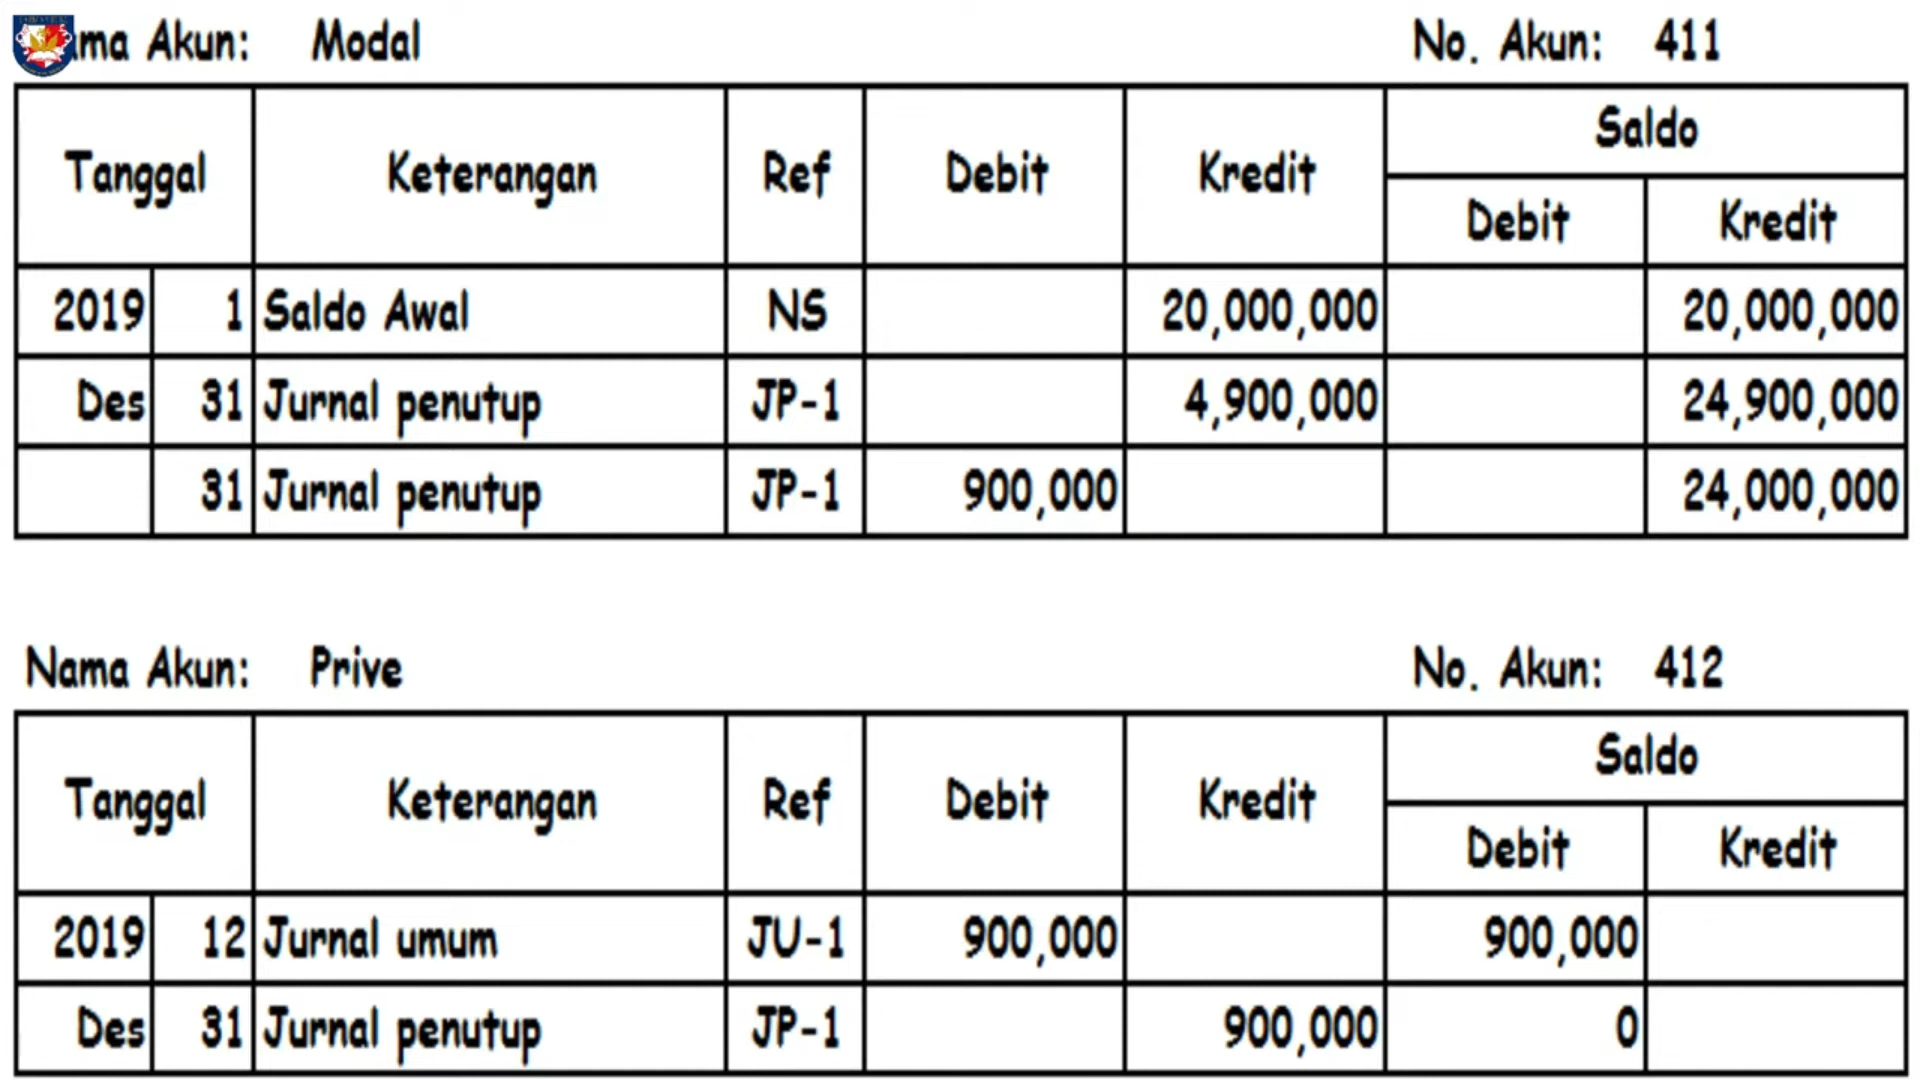 ma Akun: Modal No. Akun: 411
Tanggal Keterangan Ref Debit Kredit Saldo
Debit Kredit
2019 1 Saldo Awal NS 20,000,000 20,000,000
Des 31 Jurnal penutup JP-1 4,900,000 24,900,000
31 Jurnal penutup JP-1 900,000 24,000,000
Nama Akun: Prive No. Akun: 412
Tanggal Keterangan Ref Debit Kredit Saldo
Debit Kredit
2019 12 Jurnal umum JU-1 900,000 900,000
Des 31 Jurnal penutup JP-1 900,000 0